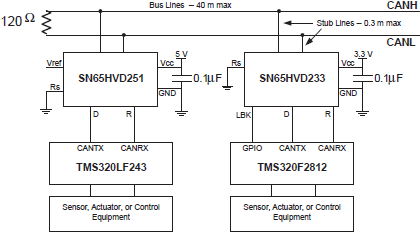 Bus Lines – 40 m max
CANH
120 Ω
Stub Lines – 0.3 m max
CANL
5 V
3.3 V
Vref
Vcc
Rs
Vcc
SN65HVD251
0.1µF
SN65HVD233
0.1µF
Rs
GND
GND
D
R
LBK
D
R
CANTX
CANRX
GPIO
CANTX
CANRX
TMS320LF243
TMS320F2812
Sensor, Actuator, or Control
Equipment
Sensor, Actuator, or Control
Equipment